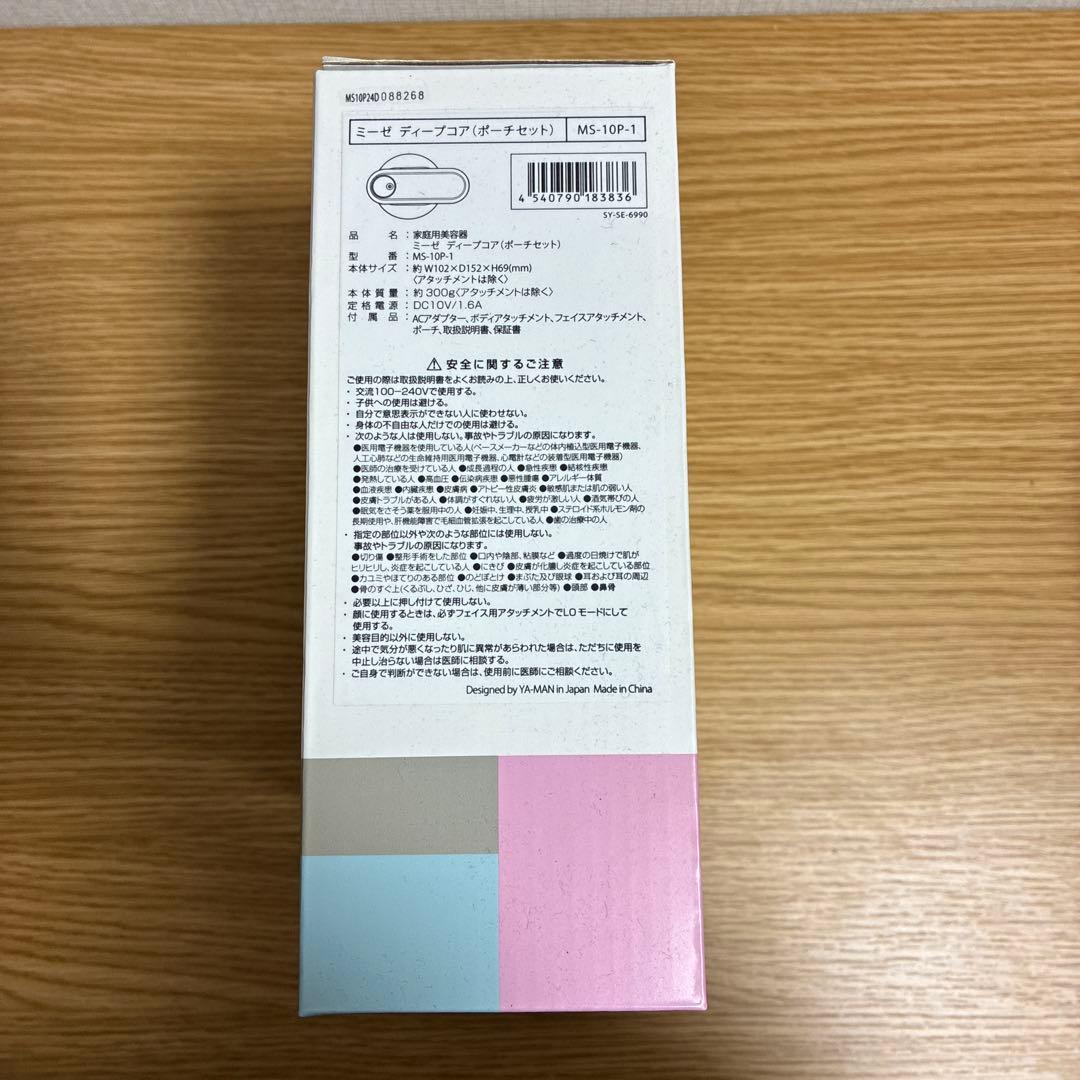 MS10P24D088268
ミーゼ ディープコア(ポーチセット) MS-10P-1
4 540790 183836
SY-SE-6990
品名:家庭用美容器
ミーゼ ディープコア(ポーチセット)
型番:MS-10P-1
本体サイズ:約 W102×D152×H69(mm)
〈アタッチメントは除く〉
本体質量:約300g〈アタッチメントは除く〉
定格電源:DC10V/1.6A
付属品:ACアダプター、ボディアタッチメント、フェイスアタッチメント、
ポーチ、取扱説明書、保証書
安全に関するご注意
ご使用の際は取扱説明書をよくお読みの上、正しくお使いください。
・交流100-240Vで使用する。
・子供への使用は避ける。
・自分で意思表示ができない人に使わせない。
・身体の不自由な人だけでの使用は避ける。
・次のような人は使用しない。事故やトラブルの原因になります。
●医用電子機器を使用している人(ペースメーカーなどの体内植込型医用電子機器、
人工心肺などの生命維持用医用電子機器、心電計などの装着型医用電子機器)
●医師の治療を受けている人 ●成長過程の人 ●急性疾患 ●結核性疾患
●発熱している人 ●高血圧 ●伝染病疾患 ●悪性腫瘍 ●アレルギー体質
●血液疾患 ●内臓疾患 ●皮膚病 ●アトピー性皮膚炎 ●敏感肌または肌の弱い人
●皮膚トラブルがある人 ●体調がすぐれない人 ●疲労が激しい人 ●酒気帯びの人
●眠気をさそう薬を服用中の人 ●妊娠中、生理中、授乳中 ●ステロイド系ホルモン剤の
長期使用や、肝機能障害で毛細血管拡張を起こしている人 ●歯の治療中の人
・指定の部位以外や次のような部位には使用しない。
事故やトラブルの原因になります。
●切り傷 ●整形手術をした部位 ●口内や陰部、粘膜など ●過度の日焼けで肌が
ヒリヒリし、炎症を起こしている人 ●にきび ●皮膚が化膿し炎症を起こしている部位
●カユミやほてりのある部位 ●のどぼとけ ●まぶた及び眼球 ●耳および耳の周辺
●骨のすぐ上(くるぶし、ひざ、ひじ、他に皮膚が薄い部分等) ●頭部 ●鼻骨
・必要以上に押し付けて使用しない。
・顔に使用するときは、必ずフェイス用アタッチメントでLOモードにして
使用する。
・美容目的以外に使用しない。
・途中で気分が悪くなったり肌に異常があらわれた場合は、ただちに使用を
中止し治らない場合は医師に相談する。
・ご自身で判断ができない場合は、使用前に医師にご相談ください。
Designed by YA-MAN in Japan Made in China